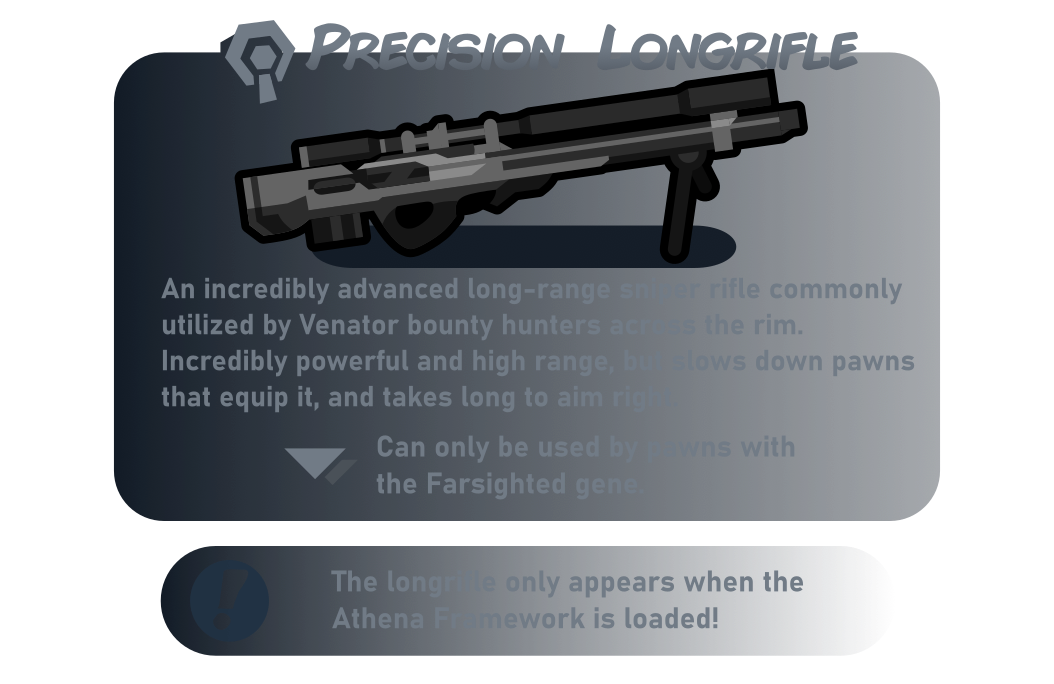 Precision Longrifle
An incredibly advanced long-range sniper rifle commonly
utilized by Venator bounty hunters across the rim.
Incredibly powerful and high range, but slows down pawns
that equip it, and takes long to aim right.
Can only be used by pawns with
the Farsighted gene.
The longrifle only appears when the
Athena Framework is loaded!